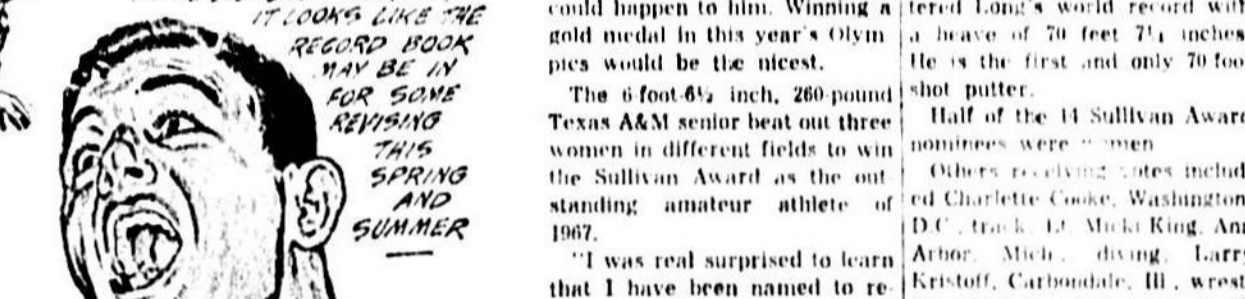 IT LOOKS LIKE THE
RECORD BOOK
MAY BE IN
FOR SOME
REVISING
THIS
SPRING
AND
SUMMER
could happen to him. Winning a
gold medal in this year's Olym
pics would be the nicest.
The 6-foot-6½ inch, 260-pound
Texas A&M senior beat out three
women in different fields to win
the Sullivan Award as the out-
standing amateur athlete of
1967.
"I was real surprised to learn
that I have been named to re-
tered Long's world record with
a heave of 70 feet 7¼ inches
He is the first and only 70 foo
shot putter.
Half of the 14 Sullivan Award
nominees were women
Others receiving votes includ
ed Charlette Cooke, Washington
D.C., track, Lt. Micki King, Ann
Arbor, Mich., diving, Larry
Kristoff, Carbondale, Ill., wrest